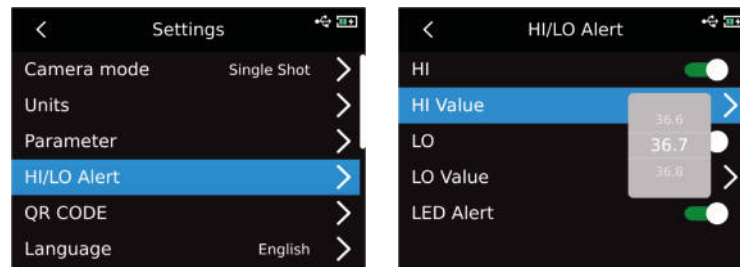 Settings
Camera mode Single Shot
Units
Parameter
HI/LO Alert
QR CODE
Language English
HI/LO Alert
HI
HI Value
36.6
LO
36.7
LO Value
36.8
LED Alert